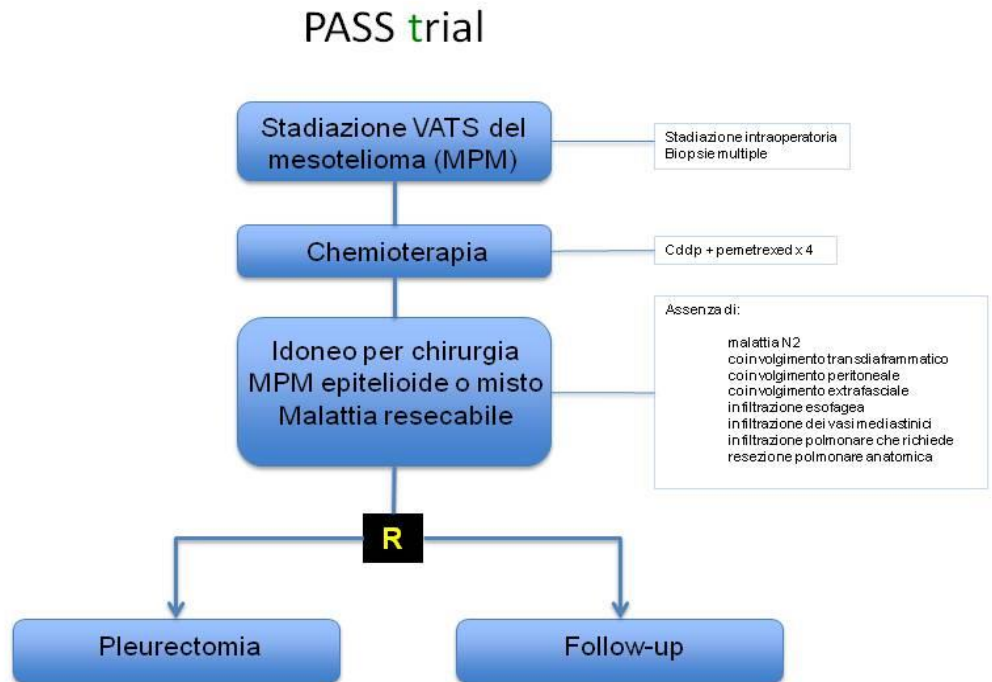 PASS trial
Stadiazione VATS del
mesotelioma (MPM)
Stadiazione intraoperatoria
Biopsie multiple
Chemioterapia
Cddp + pemetrexed x 4
Idoneo per chirurgia
MPM epitelioide o misto
Malattia resecabile
Assenza di:
malattia N2
coinvolgimento transdiaframmatico
coinvolgimento peritoneale
coinvolgimento extrafasciale
infiltrazione esofagea
infiltrazione dei vasi mediastinici
infiltrazione polmonare che richiede
resezione polmonare anatomica
R
Pleurectomia
Follow-up